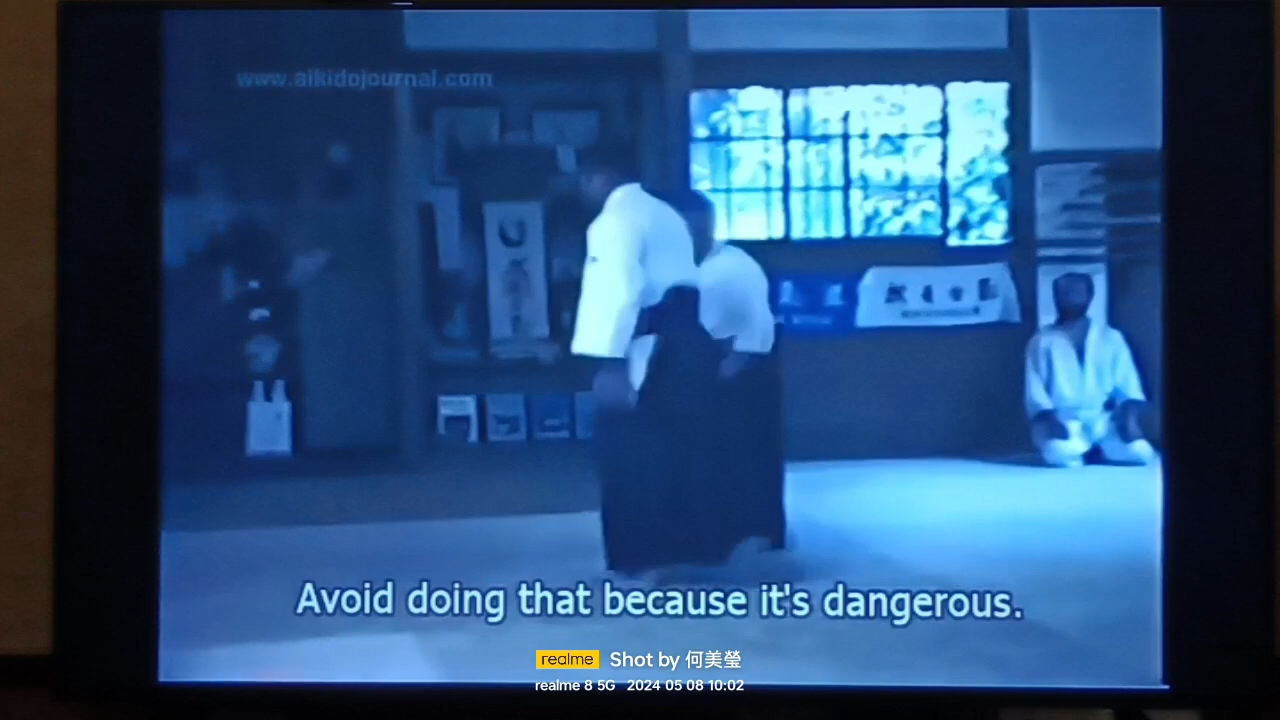 www.aikidojournal.com
Avoid doing that because it's dangerous.
realme Shot by 何美瑩
realme 8 5G 2024 05 08 10:02